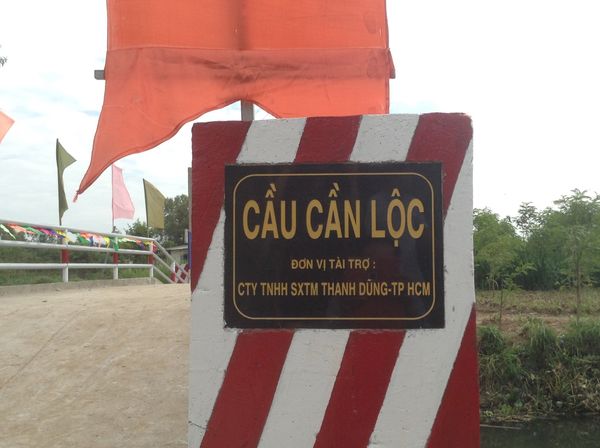 CẦU CẦN LỘC
ĐƠN VỊ TÀI TRỢ :
CTY TNHH SXTM THANH DŨNG-TP HCM